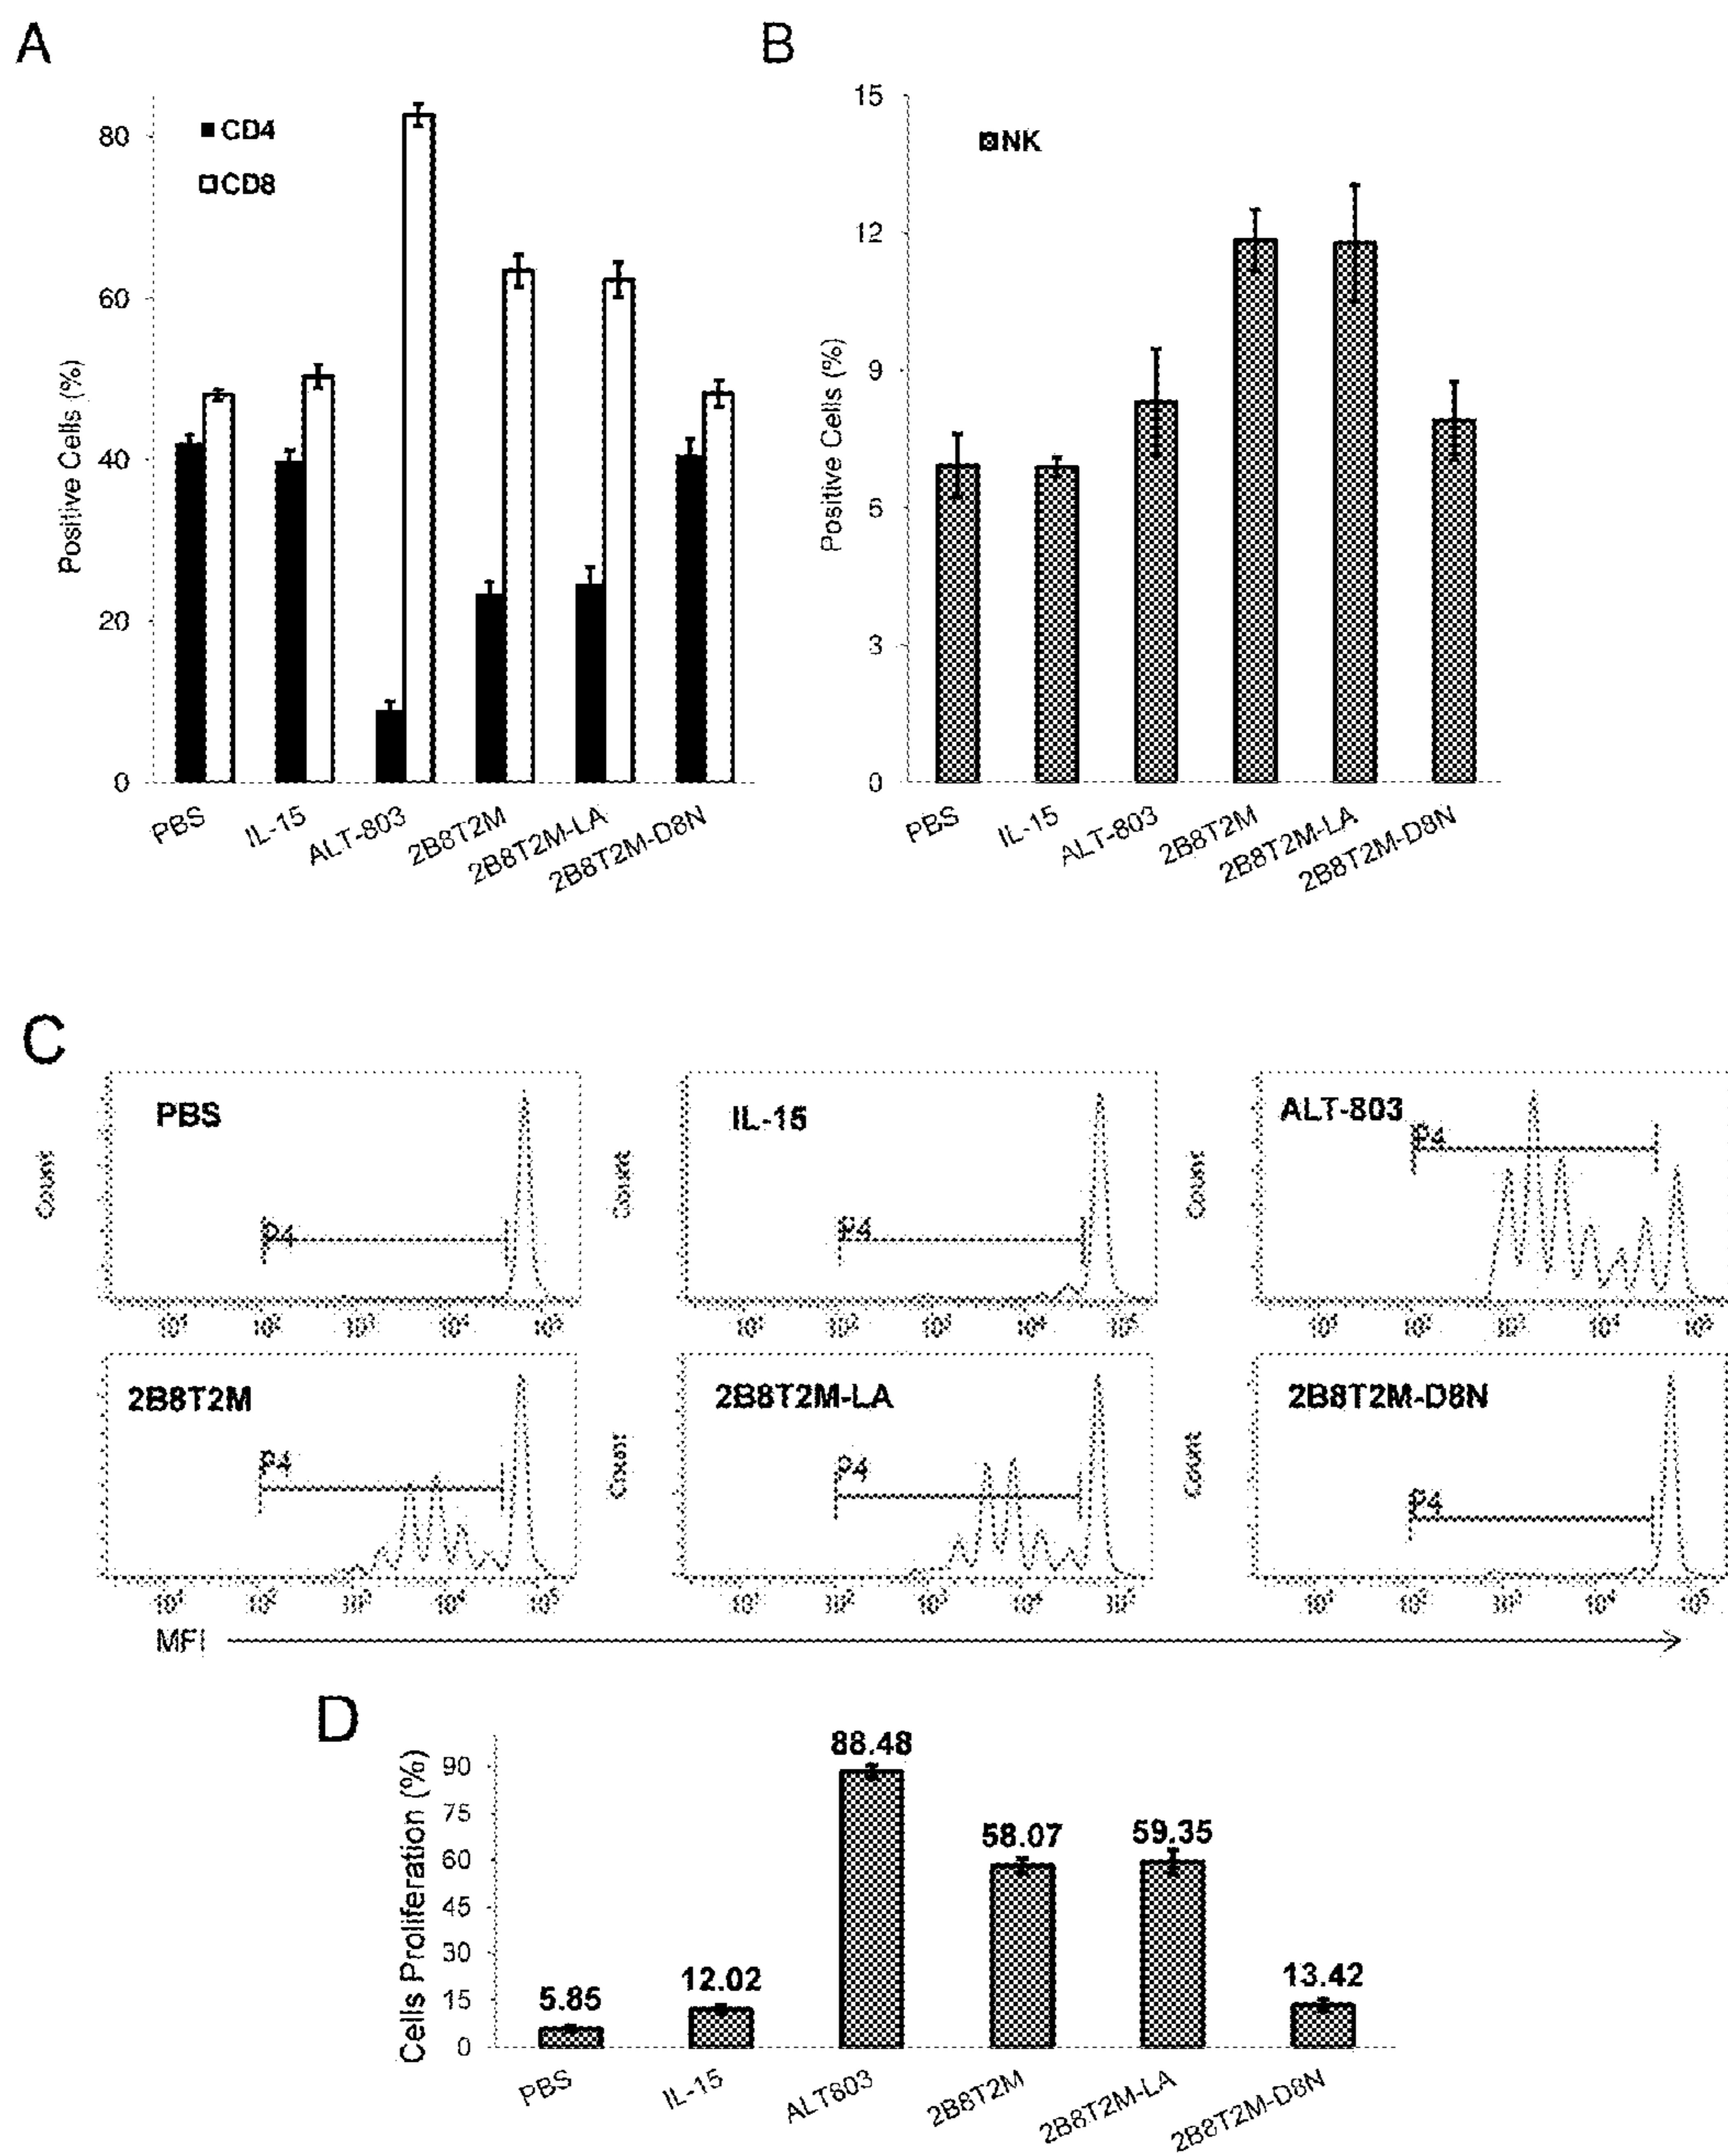 A
B
80
60
40
20
0
Positive Cells (%)
CD4
CD8
PBS
IL-15
ALT-803
2B8T2M
2B8T2M-LA
2B8T2M-D8N
15
12
9
6
3
0
Positive Cells (%)
NK
PBS
IL-15
ALT-803
2B8T2M
2B8T2M-LA
2B8T2M-D8N
C
Count
PBS
P4
Count
IL-15
P4
Count
ALT-803
P4
2B8T2M
P4
Count
2B8T2M-LA
P4
Count
2B8T2M-D8N
P4
MFI
D
Cells Proliferation (%)
90
75
60
45
30
15
0
5.85
12.02
88.48
58.07
59.35
13.42
PBS
IL-15
ALT803
2B8T2M
2B8T2M-LA
2B8T2M-D8N